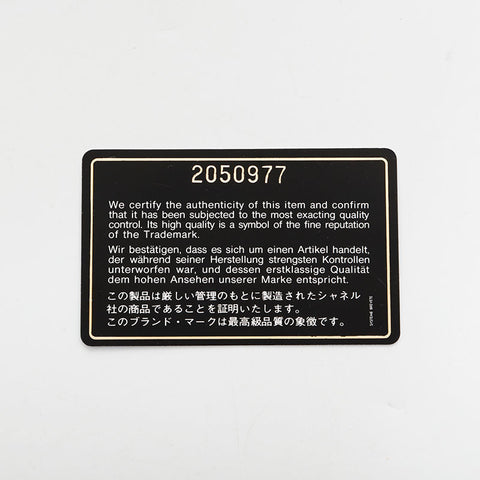 2050977
We certify the authenticity of this item and confirm
that it has been subjected to the most exacting quality
control. Its high quality is a symbol of the fine reputation
of the Trademark.
Wir bestätigen, dass es sich um einen Artikel handelt,
der während seiner Herstellung strengsten Kontrollen
unterworfen war, und dessen erstklassige Qualität
dem hohen Ansehen unserer Marke entspricht.
この製品は厳しい管理のもとに製造されたシャネル
社の商品であることを証明いたします。
このブランド・マークは最高級品質の象徴です。